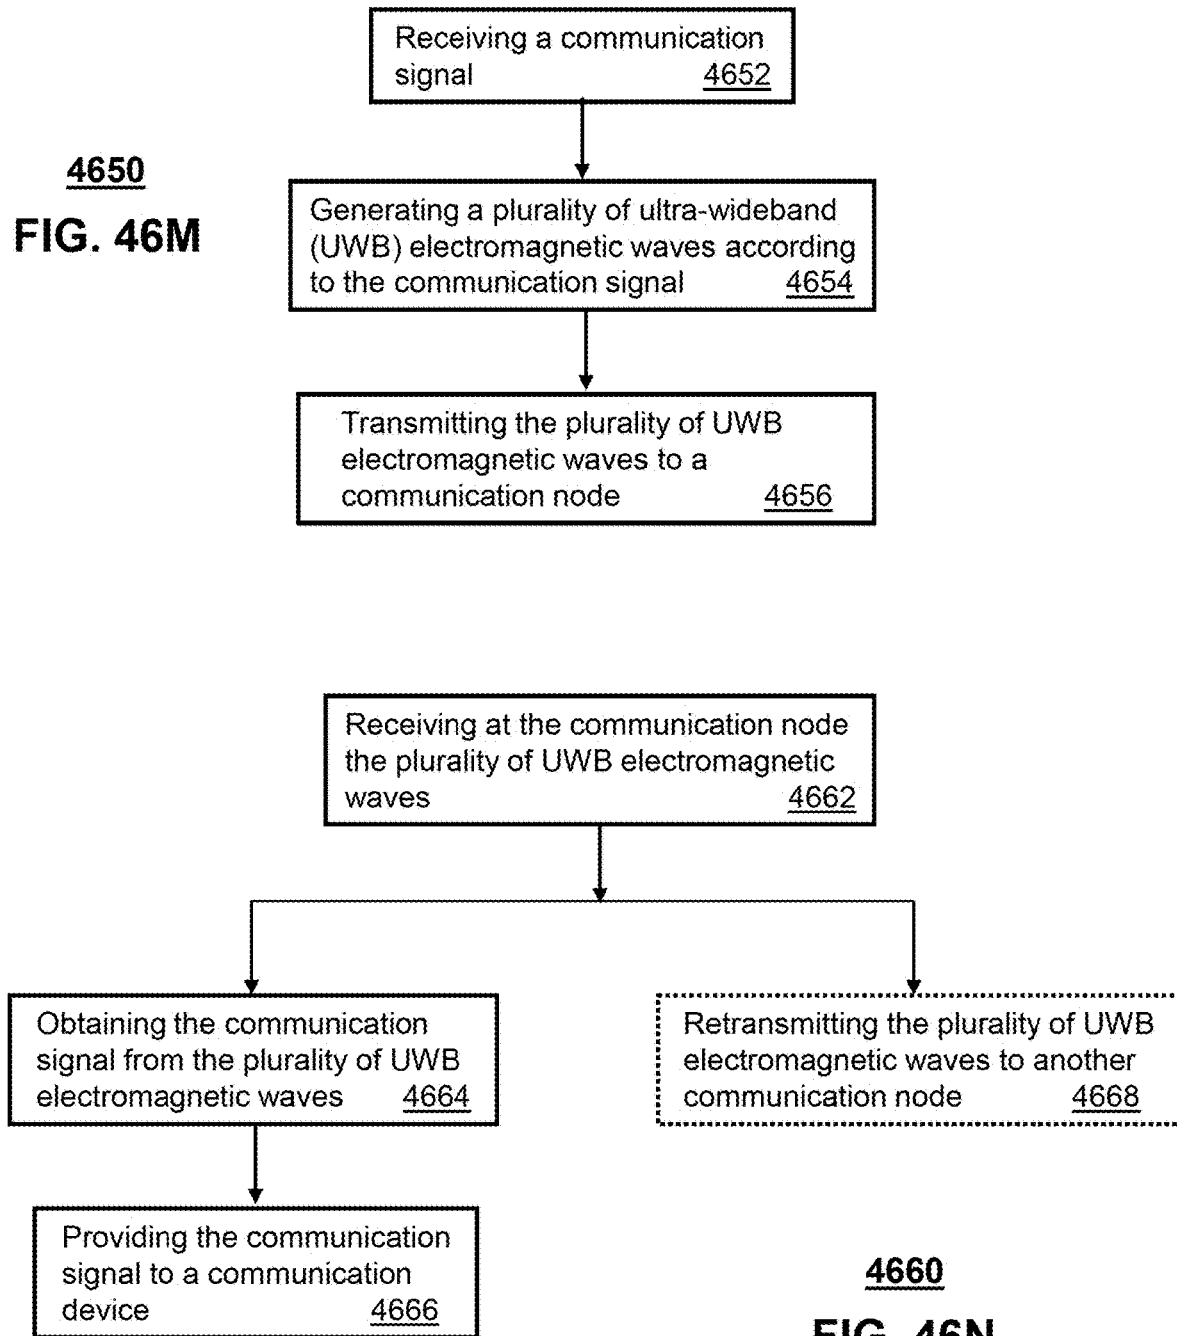 Receiving a communication
signal 4652
4650
FIG. 46M
Generating a plurality of ultra-wideband
(UWB) electromagnetic waves according
to the communication signal 4654
Transmitting the plurality of UWB
electromagnetic waves to a
communication node 4656
Receiving at the communication node
the plurality of UWB electromagnetic
waves 4662
Obtaining the communication
signal from the plurality of UWB
electromagnetic waves 4664
Retransmitting the plurality of UWB
electromagnetic waves to another
communication node 4668
Providing the communication
signal to a communication
device 4666
4660
FIG. 46N